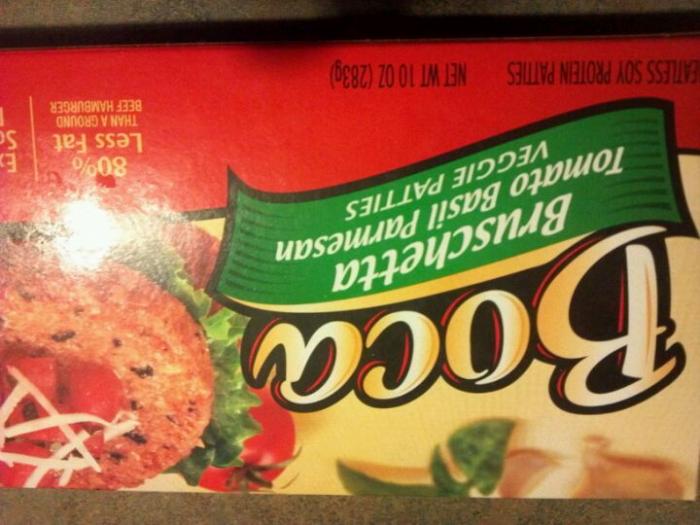 Boca
Bruschetta
Tomato Basil Parmesan
VEGGIE PATTIES
80%
Less Fat
THAN A GROUND
BEEF HAMBURGER
SOY PROTEIN PATTIES
NET WT 10 OZ (283g)